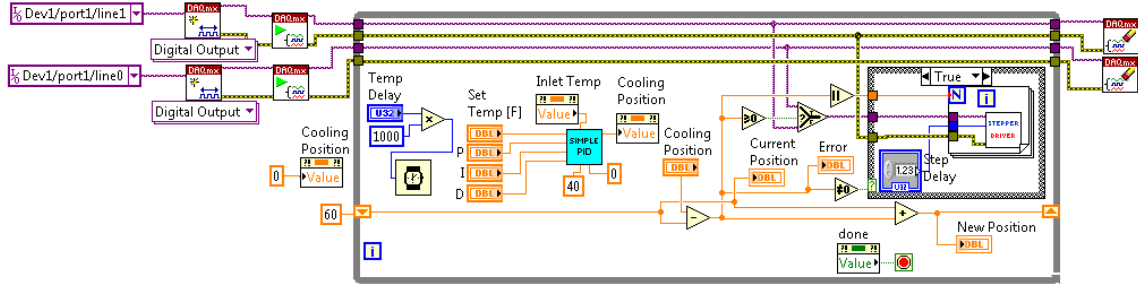 Dev1/port1/line1
DAQmx
DAQmx
DAQmx
Digital Output
Dev1/port1/line0
DAQmx
DAQmx
DAQmx
Digital Output
Temp
Delay
U32
1000
Set
Temp [F]
DBL
P
DBL
I
DBL
D
DBL
Inlet Temp
Value
SIMPLE
PID
40
0
Cooling
Position
Value
Cooling
Position
0
Value
Cooling
Position
DBL
Current
Position
DBL
Error
DBL
≥0
?
≠0
True
N
i
STEPPER
DRIVER
1.23
U32
Step
Delay
?
60
−
+
New Position
DBL
done
Value
i